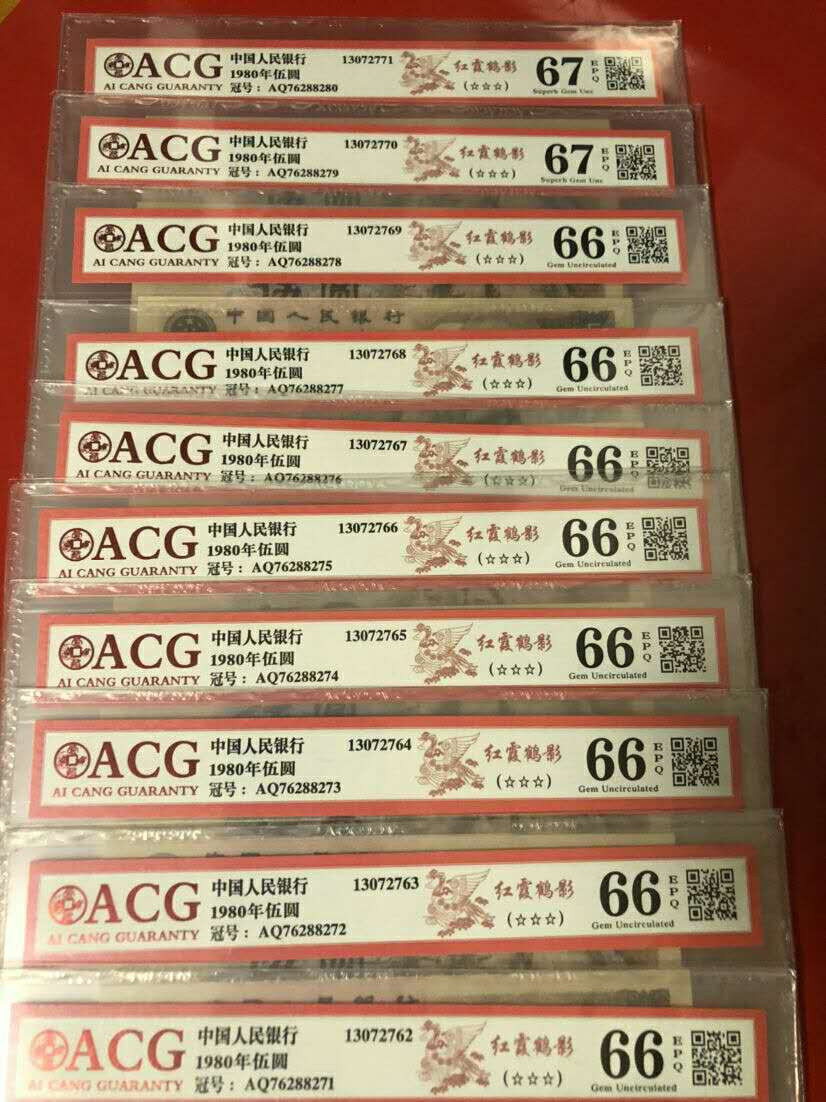 ACG 中国人民银行 13072771 红霞鹤影 67 EPQ
1980年伍圆 (☆☆☆) Superb Gem Unc
AI CANG GUARANTY 冠号：AQ76288280
ACG 中国人民银行 13072770 红霞鹤影 67 EPQ
1980年伍圆 (☆☆☆) Superb Gem Unc
AI CANG GUARANTY 冠号：AQ76288279
ACG 中国人民银行 13072769 红霞鹤影 66 EPQ
1980年伍圆 (☆☆☆) Gem Uncirculated
AI CANG GUARANTY 冠号：AQ76288278
中国人民银行
ACG 中国人民银行 13072768 红霞鹤影 66 EPQ
1980年伍圆 (☆☆☆) Gem Uncirculated
AI CANG GUARANTY 冠号：AQ76288277
ACG 中国人民银行 13072767 红霞鹤影 66 EPQ
1980年伍圆 (☆☆☆) Gem Uncirculated
AI CANG GUARANTY 冠号：AQ76288276
ACG 中国人民银行 13072766 红霞鹤影 66 EPQ
1980年伍圆 (☆☆☆) Gem Uncirculated
AI CANG GUARANTY 冠号：AQ76288275
ACG 中国人民银行 13072765 红霞鹤影 66 EPQ
1980年伍圆 (☆☆☆) Gem Uncirculated
AI CANG GUARANTY 冠号：AQ76288274
ACG 中国人民银行 13072764 红霞鹤影 66 EPQ
1980年伍圆 (☆☆☆) Gem Uncirculated
AI CANG GUARANTY 冠号：AQ76288273
ACG 中国人民银行 13072763 红霞鹤影 66 EPQ
1980年伍圆 (☆☆☆) Gem Uncirculated
AI CANG GUARANTY 冠号：AQ76288272
ACG 中国人民银行 13072762 红霞鹤影 66 EPQ
1980年伍圆 (☆☆☆) Gem Uncirculated
AI CANG GUARANTY 冠号：AQ76288271